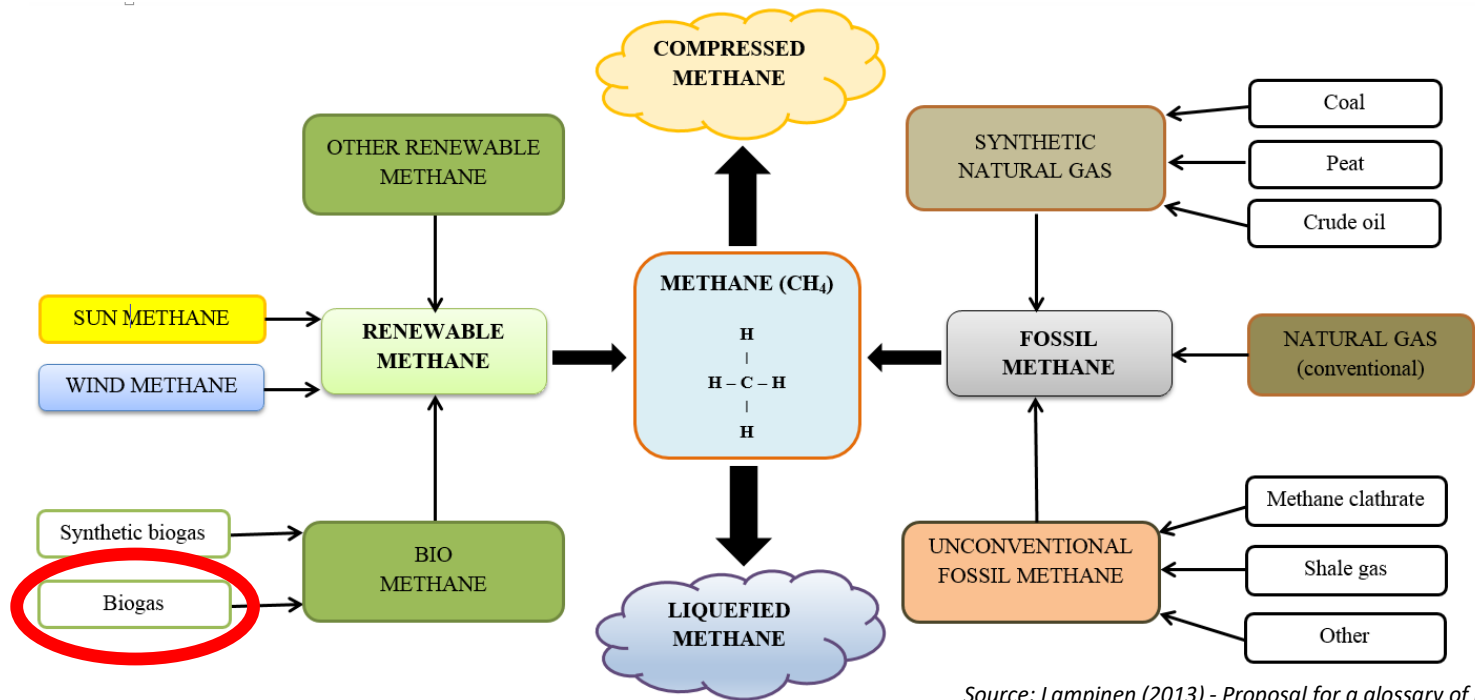 COMPRESSED
METHANE
OTHER RENEWABLE
METHANE
SYNTHETIC
NATURAL GAS
Coal
Peat
Crude oil
METHANE (CH₄)
H
|
H – C – H
|
H
SUN METHANE
WIND METHANE
RENEWABLE
METHANE
FOSSIL
METHANE
NATURAL GAS
(conventional)
Synthetic biogas
Biogas
BIO
METHANE
UNCONVENTIONAL
FOSSIL METHANE
Methane clathrate
Shale gas
Other
LIQUEFIED
METHANE
Source: Lampinen (2013) - Proposal for a glossary of